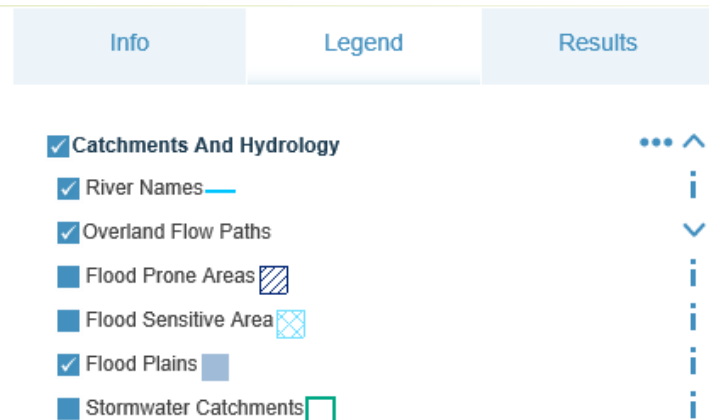 Info Legend Results
Catchments And Hydrology
River Names
Overland Flow Paths
Flood Prone Areas
Flood Sensitive Area
Flood Plains
Stormwater Catchments